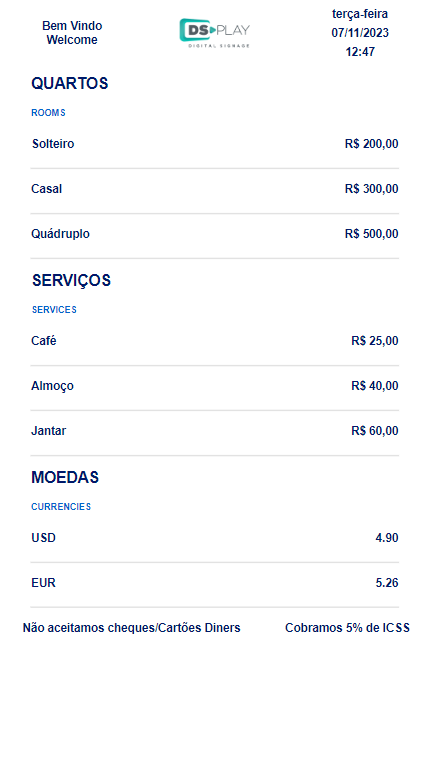 Bem Vindo
Welcome
DS PLAY
DIGITAL SIGNAGE
terça-feira
07/11/2023
12:47
QUARTOS
ROOMS
Solteiro R$ 200,00
Casal R$ 300,00
Quádruplo R$ 500,00
SERVIÇOS
SERVICES
Café R$ 25,00
Almoço R$ 40,00
Jantar R$ 60,00
MOEDAS
CURRENCIES
USD 4.90
EUR 5.26
Não aceitamos cheques/Cartões Diners Cobramos 5% de ICSS